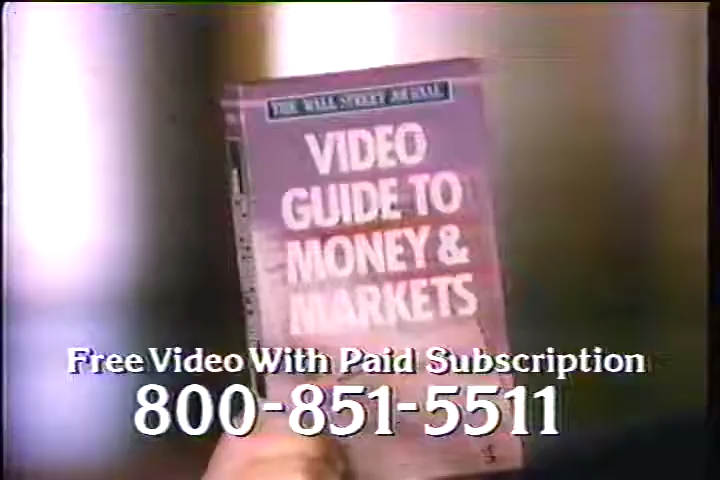 THE WALL STREET JOURNAL
VIDEO
GUIDE TO
MONEY &
MARKETS
Free Video With Paid Subscription
800-851-5511